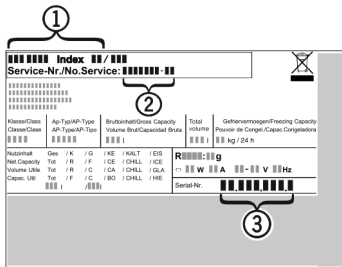 1
Index /
Service-Nr./No.Service: -
2
Klasse/Class Ap-Typ/AP-Type Bruttoinhalt/Gross Capacity Total Gefriervermoegen/Freezing Capacity
Classe/Clase AP-Type/AP-Tipo Volume Brut/Capacidad Bruta volume Pouvoir de Congel./Capac.Congeladora
l l kg / 24 h
Nutzinhalt Ges / K / G / KE / KALT / EIS
Net.Capacity Tot / R / F / CE / CHILL / ICE
Volume Utile Tot / F / C / CA / CHILL / GLA
Capac. Util Tot / R / C / BO / CHILL / HIE
l / l
R : g
W A - V Hz
Serial-Nr. . . .
3